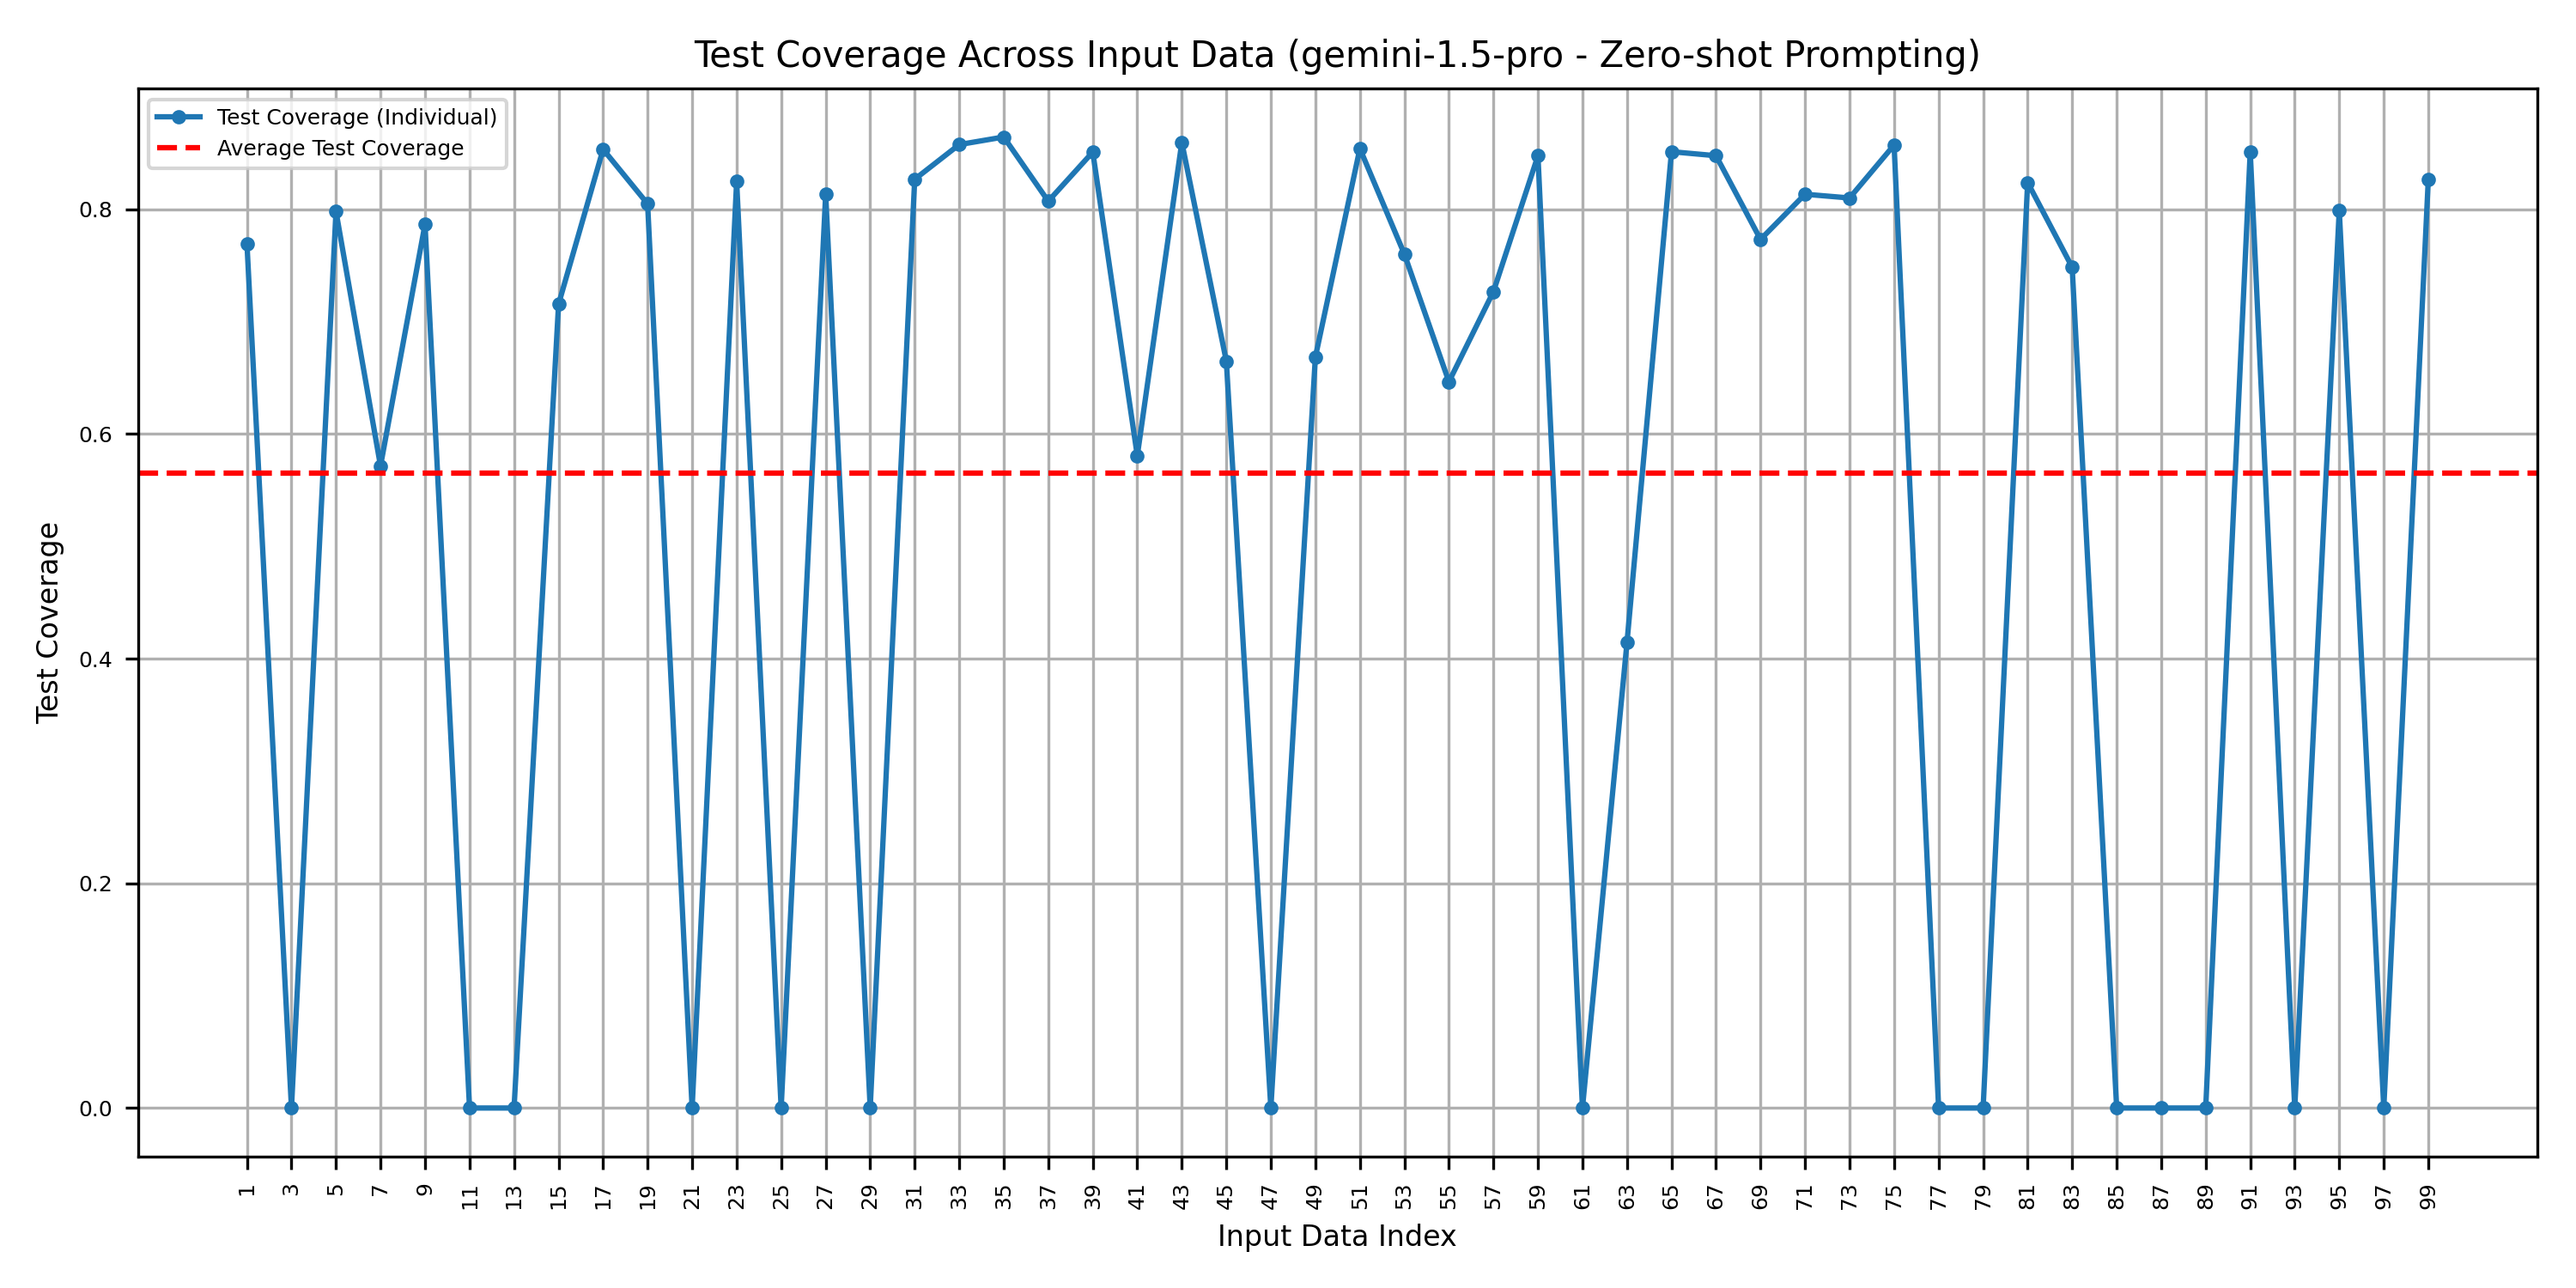 Test Coverage Across Input Data (gemini-1.5-pro - Zero-shot Prompting)
Test Coverage (Individual)
Average Test Coverage
Test Coverage
0.8
0.6
0.4
0.2
0.0
1 3 5 7 9 11 13 15 17 19 21 23 25 27 29 31 33 35 37 39 41 43 45 47 49 51 53 55 57 59 61 63 65 67 69 71 73 75 77 79 81 83 85 87 89 91 93 95 97 99
Input Data Index